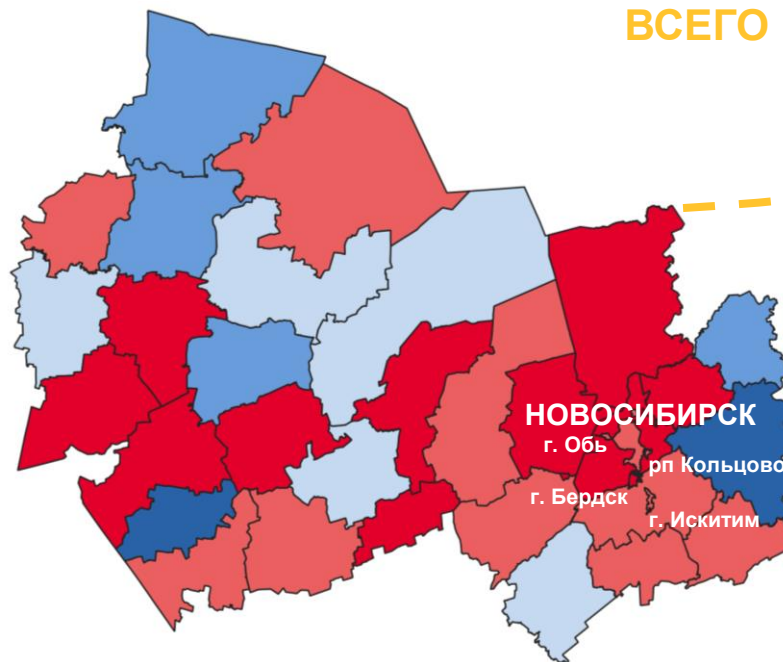 ВСЕГО
НОВОСИБИРСК
г. Обь
рп Кольцово
г. Бердск
г. Искитим